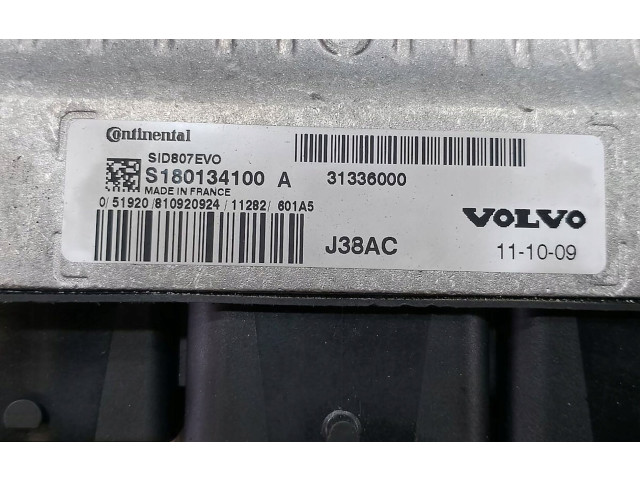 Continental
SID807EVO
S180134100 A
MADE IN FRANCE
0/ 51920/ 810920924/ 11282/ 601A5
31336000
J38AC
VOLVO
11-10-09